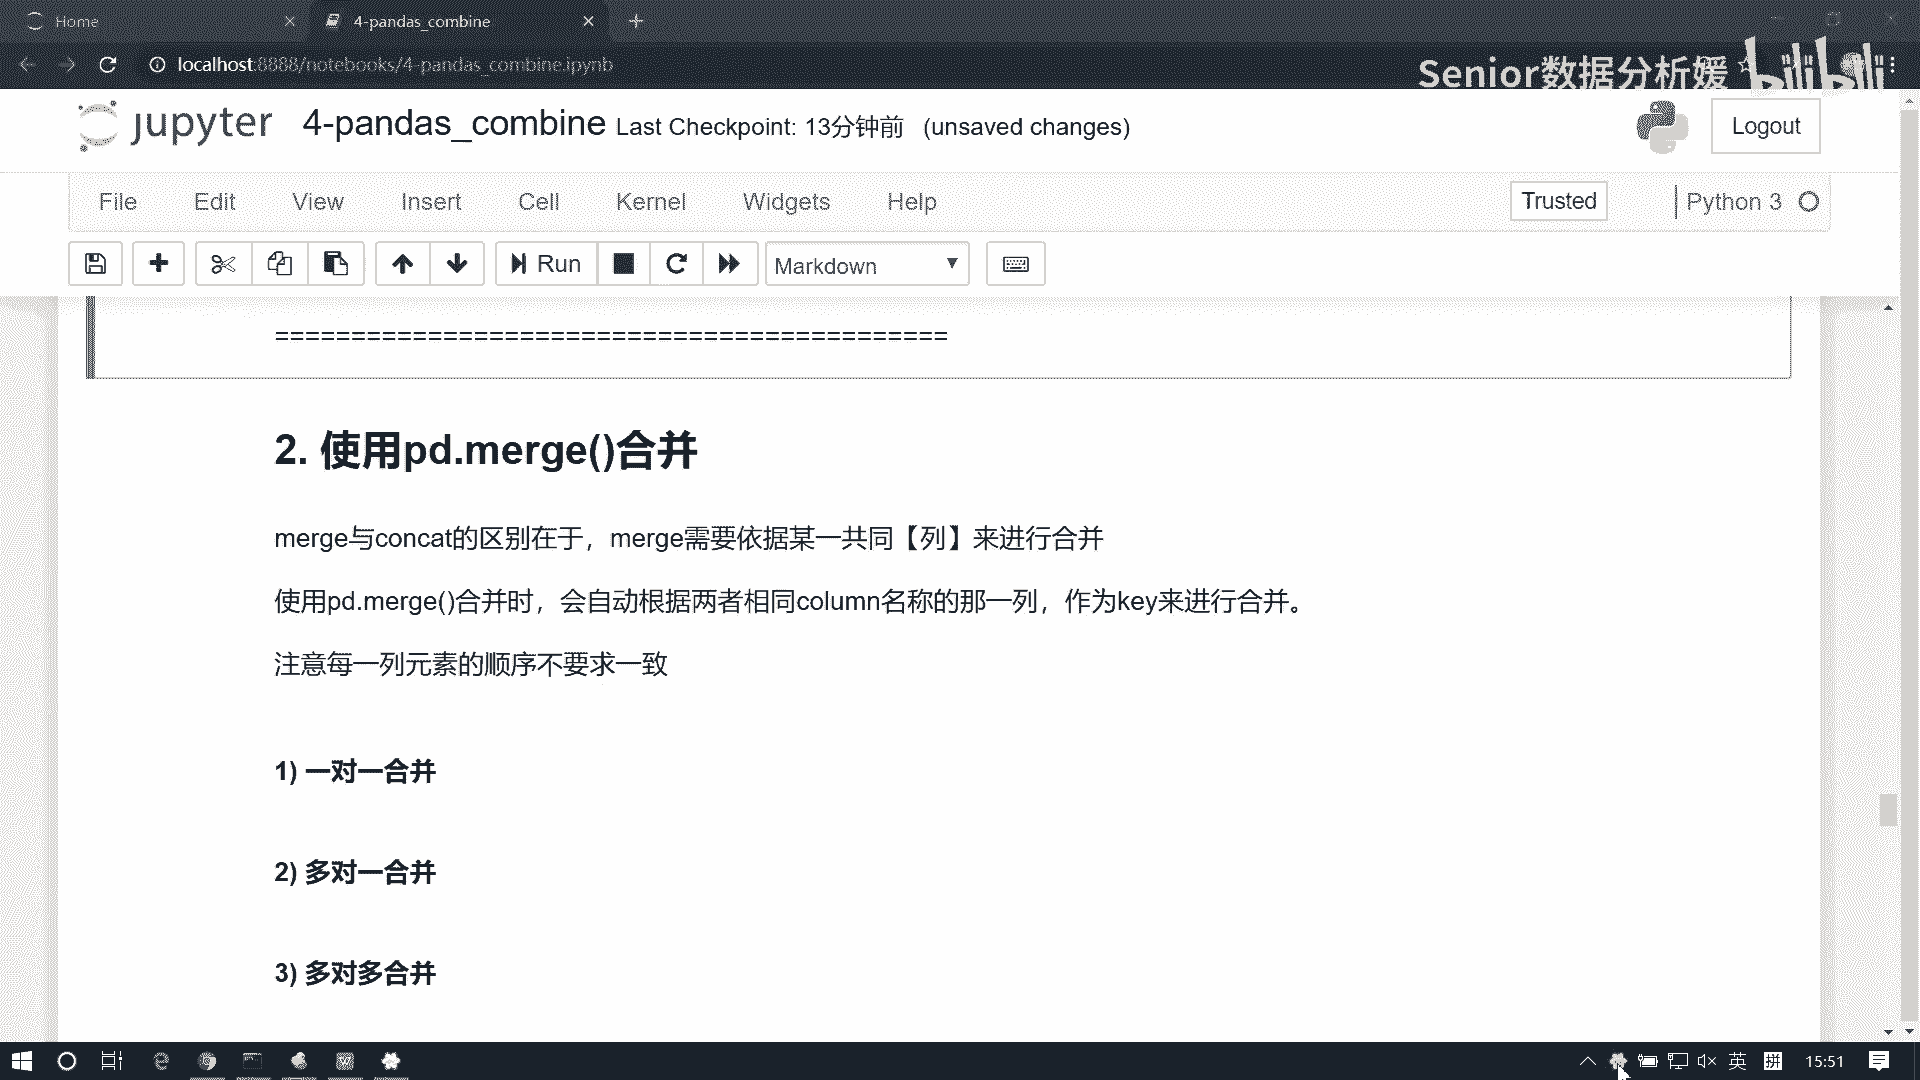 Home
4-pandas_combine
localhost:8888/notebooks/4-pandas_combine.ipynb
Senior数据分析媛 bilibili
jupyter 4-pandas_combine Last Checkpoint: 13分钟前 (unsaved changes)
Logout
File Edit View Insert Cell Kernel Widgets Help
Trusted
Python 3
Run
Markdown
============================================
2. 使用pd.merge()合并
merge与concat的区别在于，merge需要依据某一共同【列】来进行合并
使用pd.merge()合并时，会自动根据两者相同column名称的那一列，作为key来进行合并。
注意每一列元素的顺序不要求一致
1) 一对一合并
2) 多对一合并
3) 多对多合并
英 拼 15:51